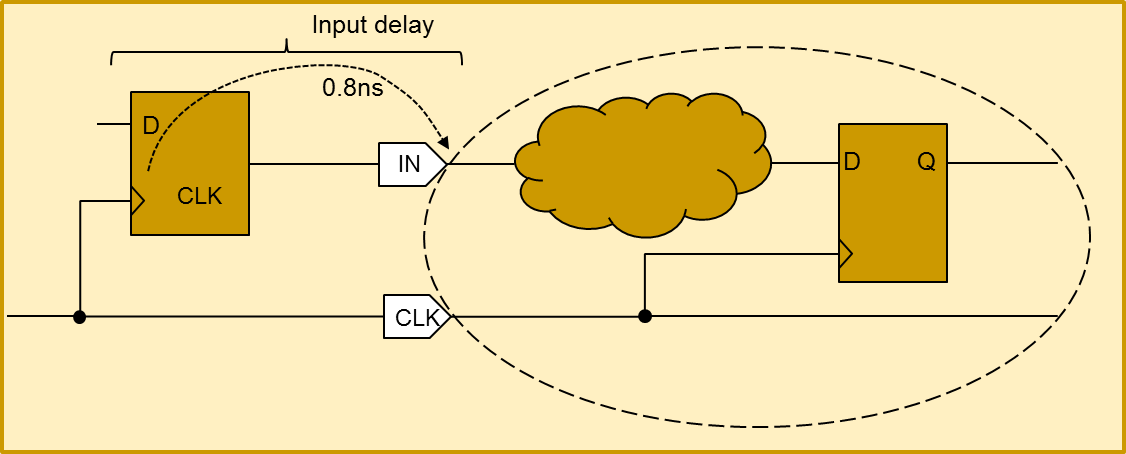 Input delay
0.8ns
D
CLK
IN
D
Q
CLK